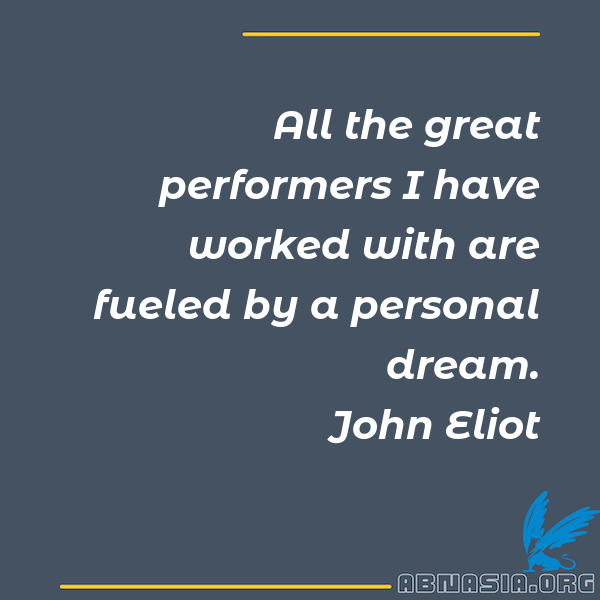 All the great
performers I have
worked with are
fueled by a personal
dream.
John Eliot
ABNASIA.ORG